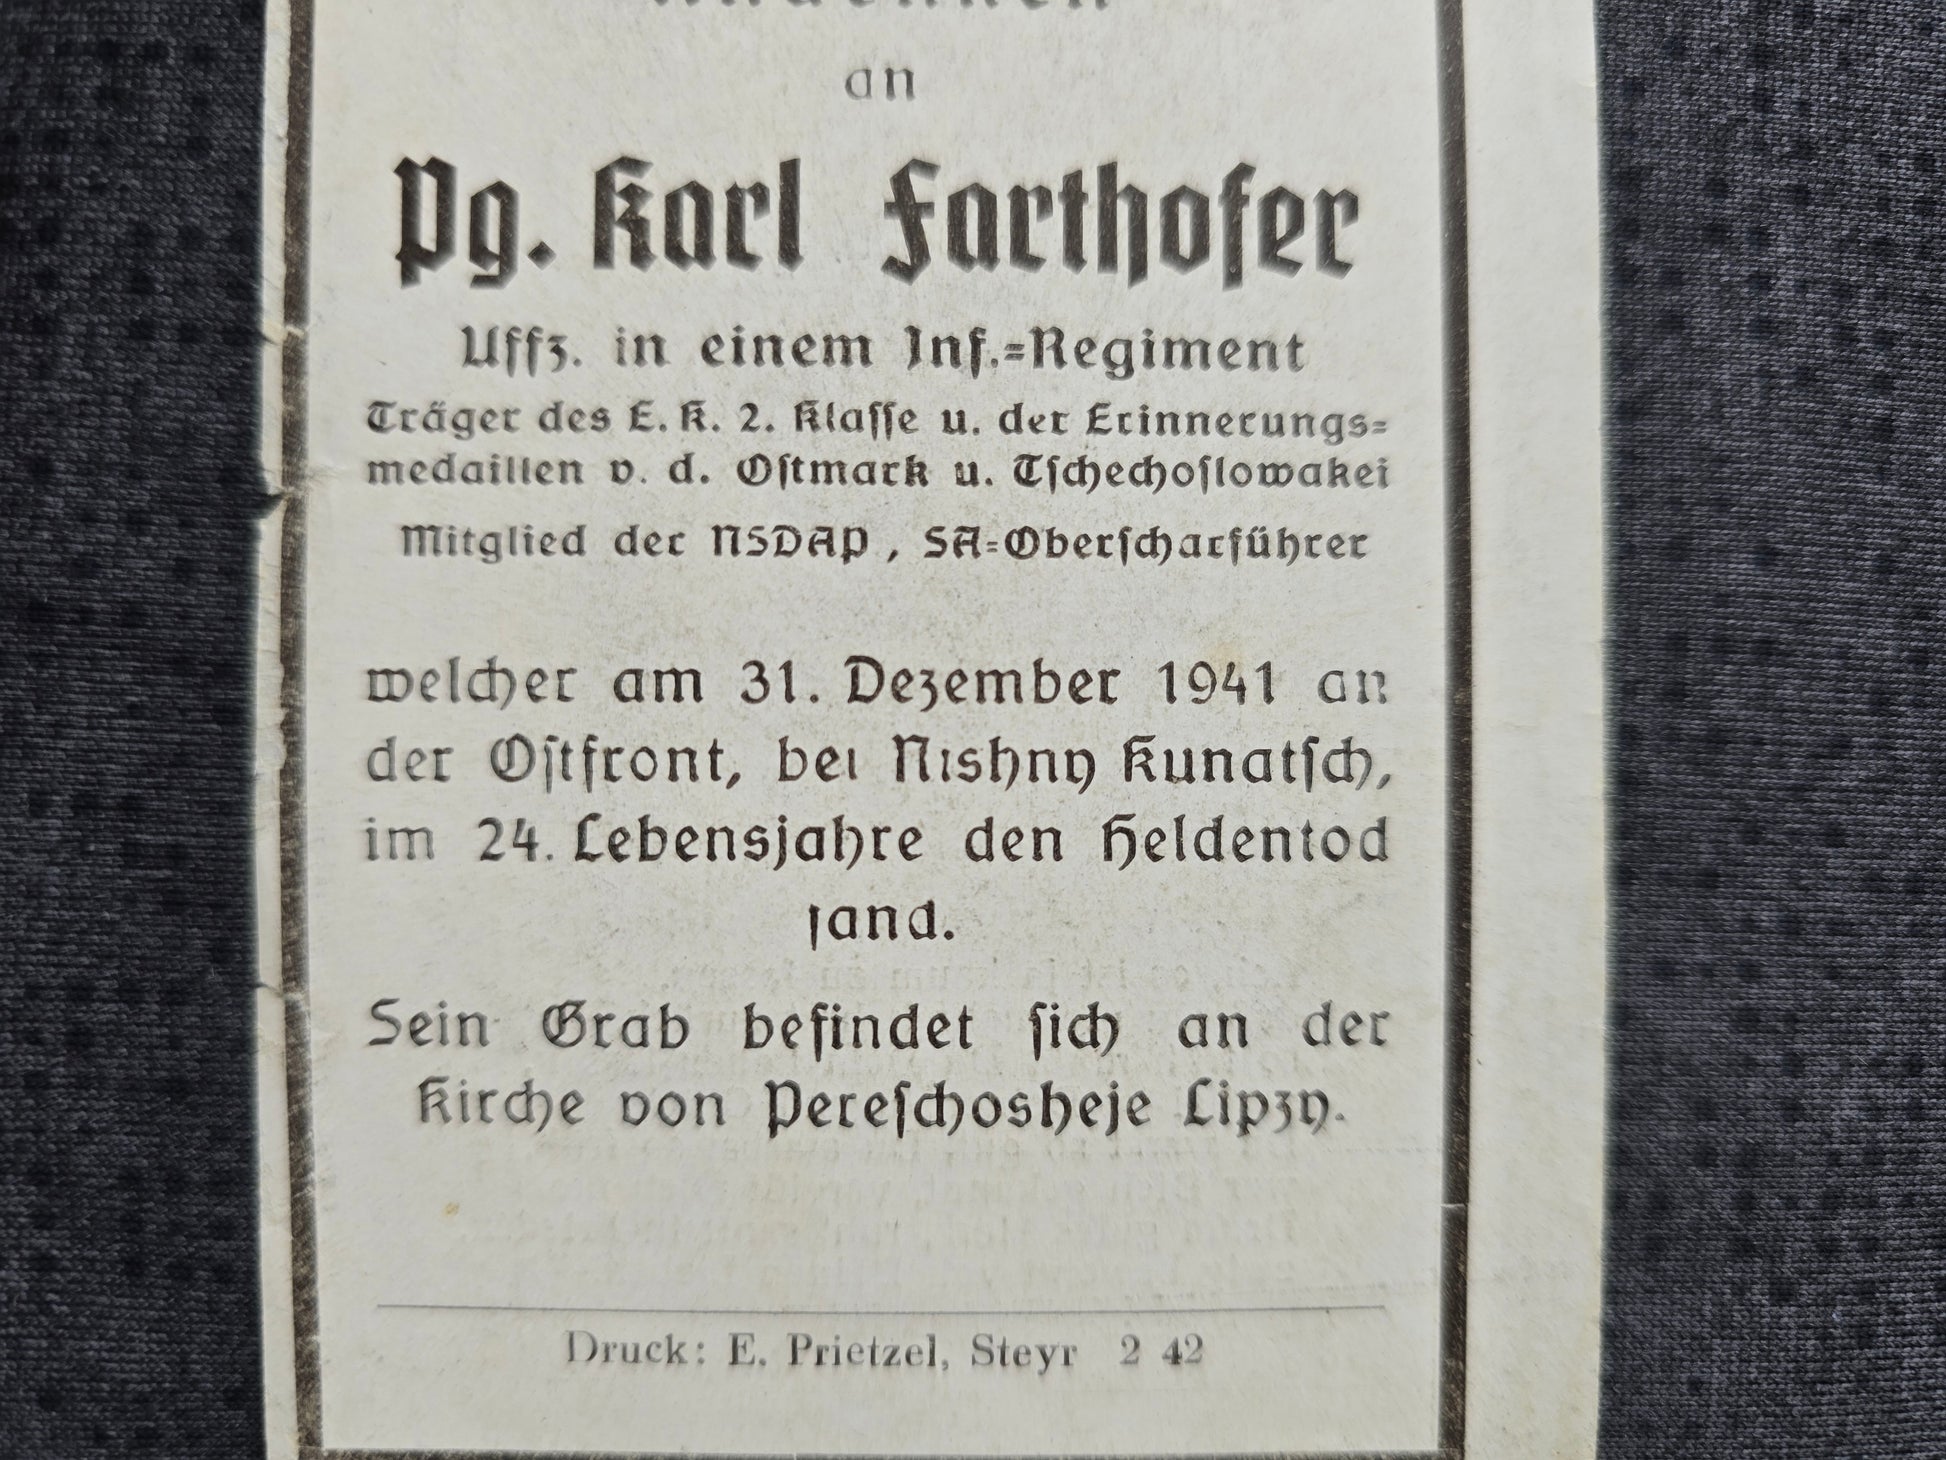 an
Pg. Karl Farthofer
Uffz. in einem Inf.=Regiment
Träger des E. K. 2. Klasse u. der Erinnerungs=
medaillen v. d. Ostmark u. Tschechoslowakei
Mitglied der NSDAP , SA=Oberscharführer
welcher am 31. Dezember 1941 an
der Ostfront, bei Nishny Kunatsch,
im 24. Lebensjahre den Heldentod
fand.
Sein Grab befindet sich an der
Kirche von Pereschosheje Lipzy.
Druck: E. Prietzel, Steyr 2 42